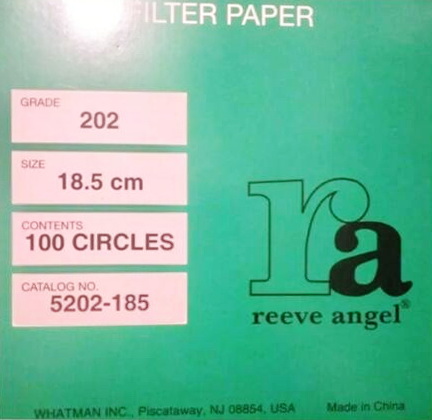 FILTER PAPER
GRADE
202
SIZE
18.5 cm
CONTENTS
100 CIRCLES
CATALOG NO.
5202-185
ra
reeve angel®
WHATMAN INC., Piscataway, NJ 08854, USA Made in China